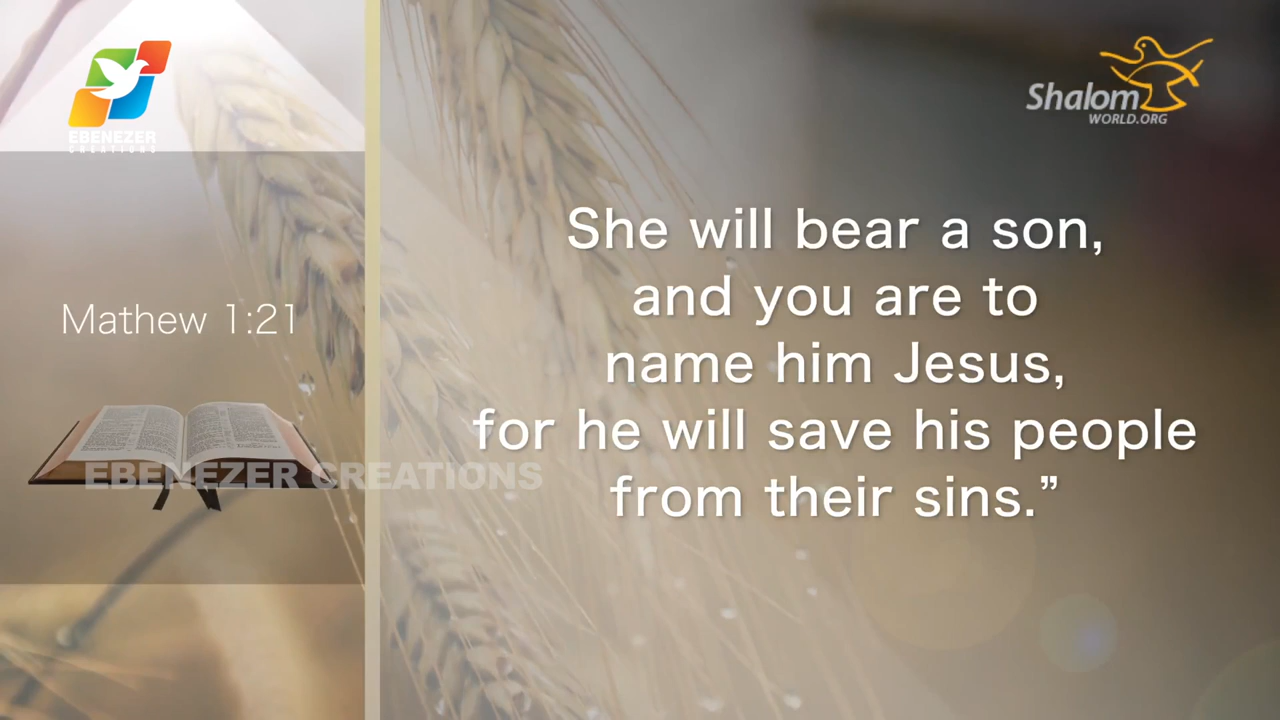 EBENEZER
CREATIONS
Shalom
WORLD.ORG
Mathew 1:21
She will bear a son,
and you are to
name him Jesus,
for he will save his people
from their sins.”
EBENEZER CREATIONS